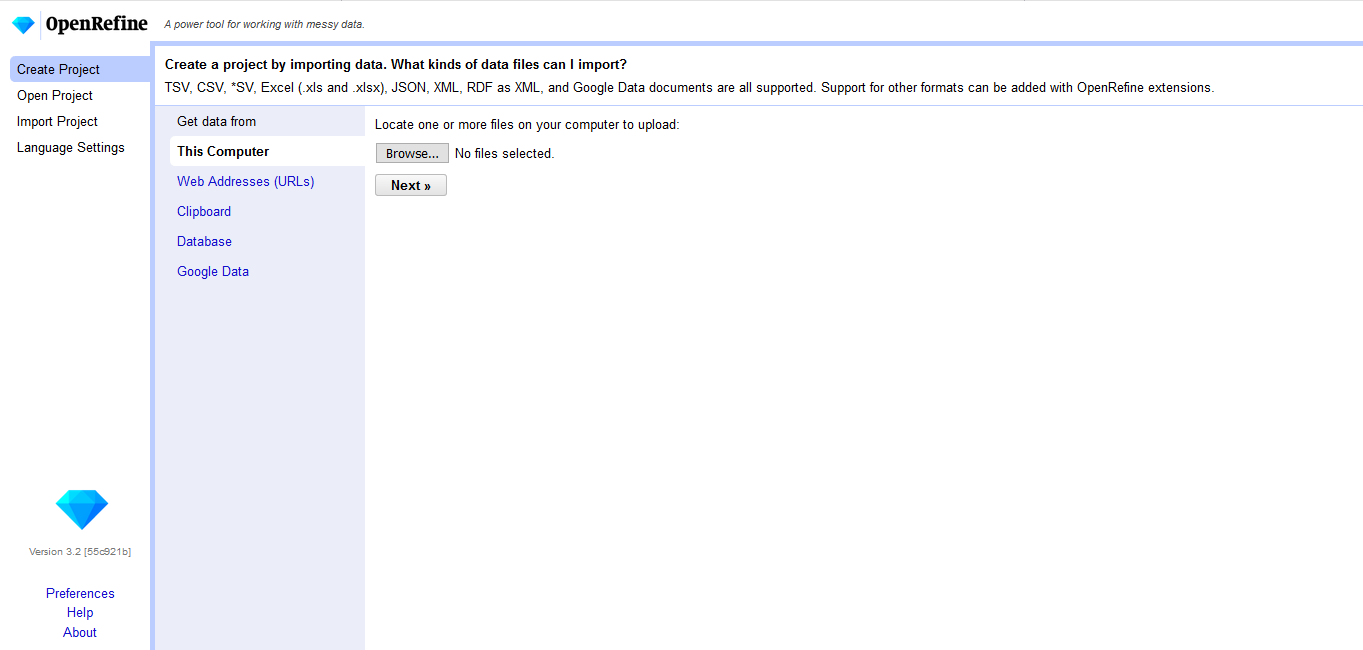 OpenRefine A power tool for working with messy data.
Create Project
Open Project
Import Project
Language Settings
Create a project by importing data. What kinds of data files can I import?
TSV, CSV, *SV, Excel (.xls and .xlsx), JSON, XML, RDF as XML, and Google Data documents are all supported. Support for other formats can be added with OpenRefine extensions.
Get data from
This Computer
Web Addresses (URLs)
Clipboard
Database
Google Data
Locate one or more files on your computer to upload:
Browse... No files selected.
Next »
Version 3.2 [55c921b]
Preferences
Help
About